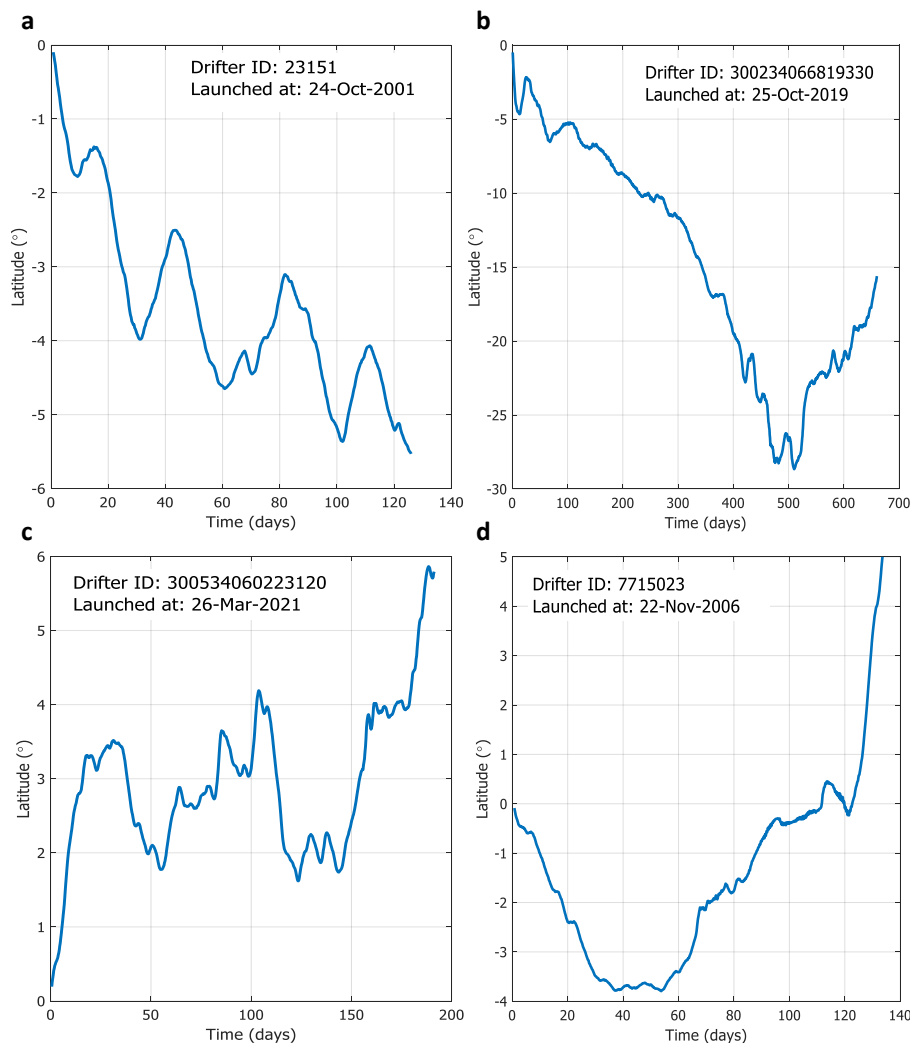 a
Drifter ID: 23151
Launched at: 24-Oct-2001
0
-1
-2
-3
-4
-5
-6
Latitude (°)
0 20 40 60 80 100 120 140
Time (days)
b
Drifter ID: 300234066819330
Launched at: 25-Oct-2019
0
-5
-10
-15
-20
-25
-30
Latitude (°)
0 100 200 300 400 500 600 700
Time (days)
c
Drifter ID: 300534060223120
Launched at: 26-Mar-2021
6
5
4
3
2
1
0
Latitude (°)
0 50 100 150 200
Time (days)
d
Drifter ID: 7715023
Launched at: 22-Nov-2006
5
4
3
2
1
0
-1
-2
-3
-4
Latitude (°)
0 20 40 60 80 100 120 140
Time (days)